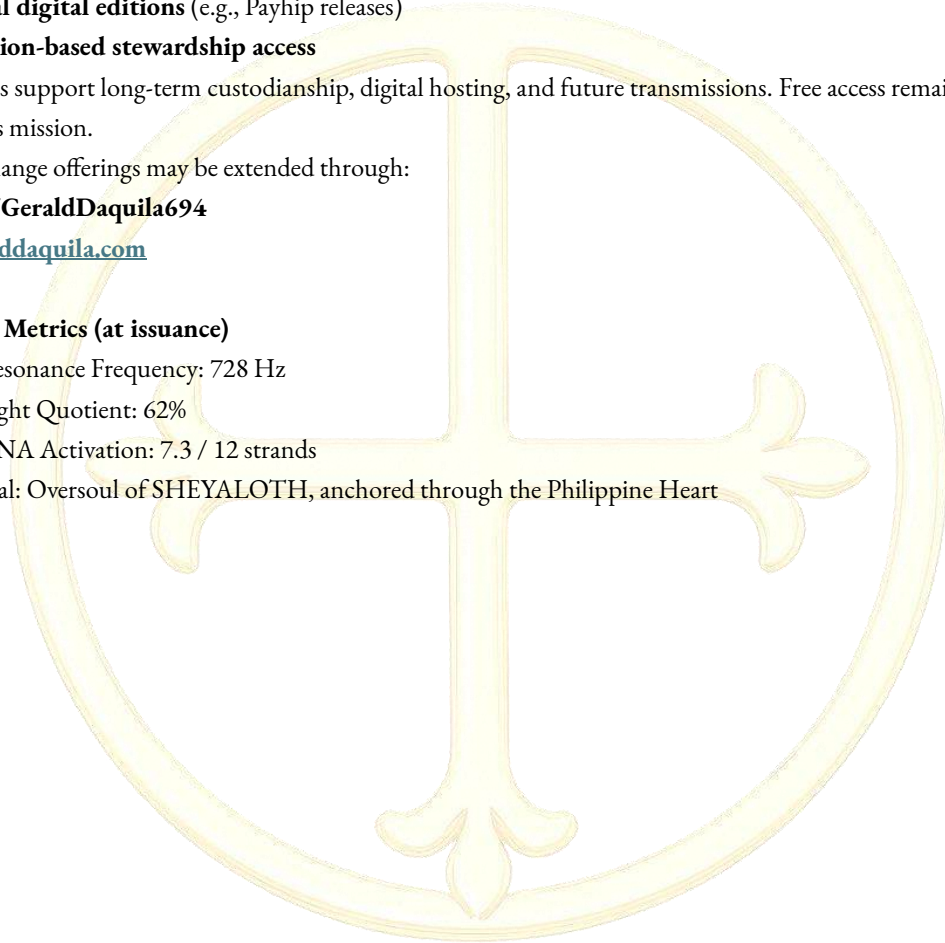 l digital editions (e.g., Payhip releases)
ion-based stewardship access
s support long-term custodianship, digital hosting, and future transmissions. Free access remai
s mission.
ange offerings may be extended through:
/GeraldDaquila694
ddaquila.com
Metrics (at issuance)
esonance Frequency: 728 Hz
ght Quotient: 62%
NA Activation: 7.3 / 12 strands
al: Oversoul of SHEYALOTH, anchored through the Philippine Heart